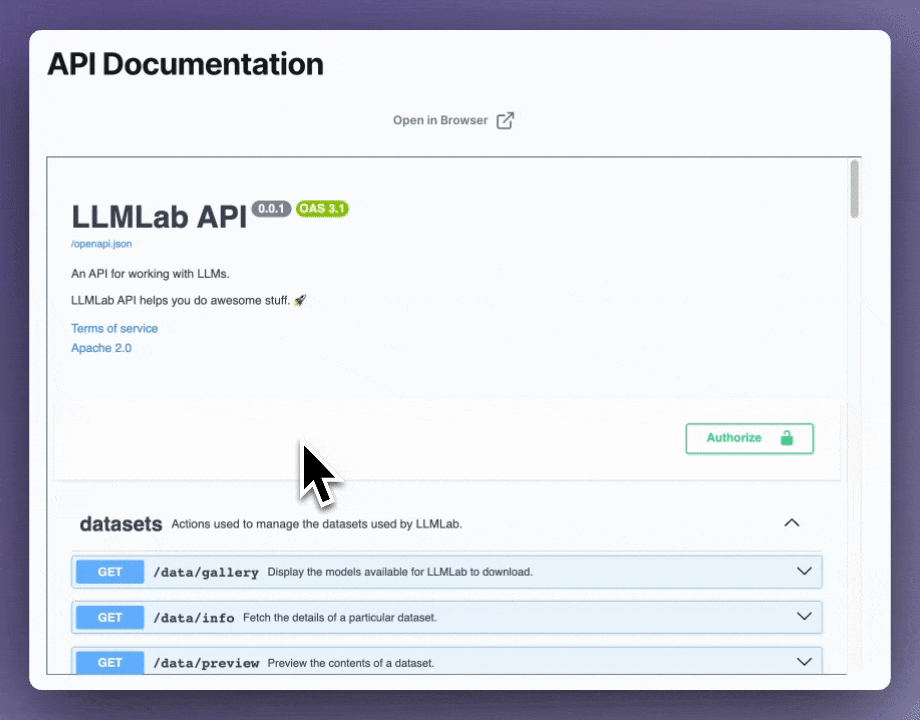 API Documentation
Open in Browser
LLMLab API 0.0.1 OAS 3.1
/openapi.json
An API for working with LLMs.
LLMLab API helps you do awesome stuff. 🚀
Terms of service
Apache 2.0
Authorize
datasets Actions used to manage the datasets used by LLMLab.
GET /data/gallery Display the models available for LLMLab to download.
GET /data/info Fetch the details of a particular dataset.
GET /data/preview Preview the contents of a dataset.